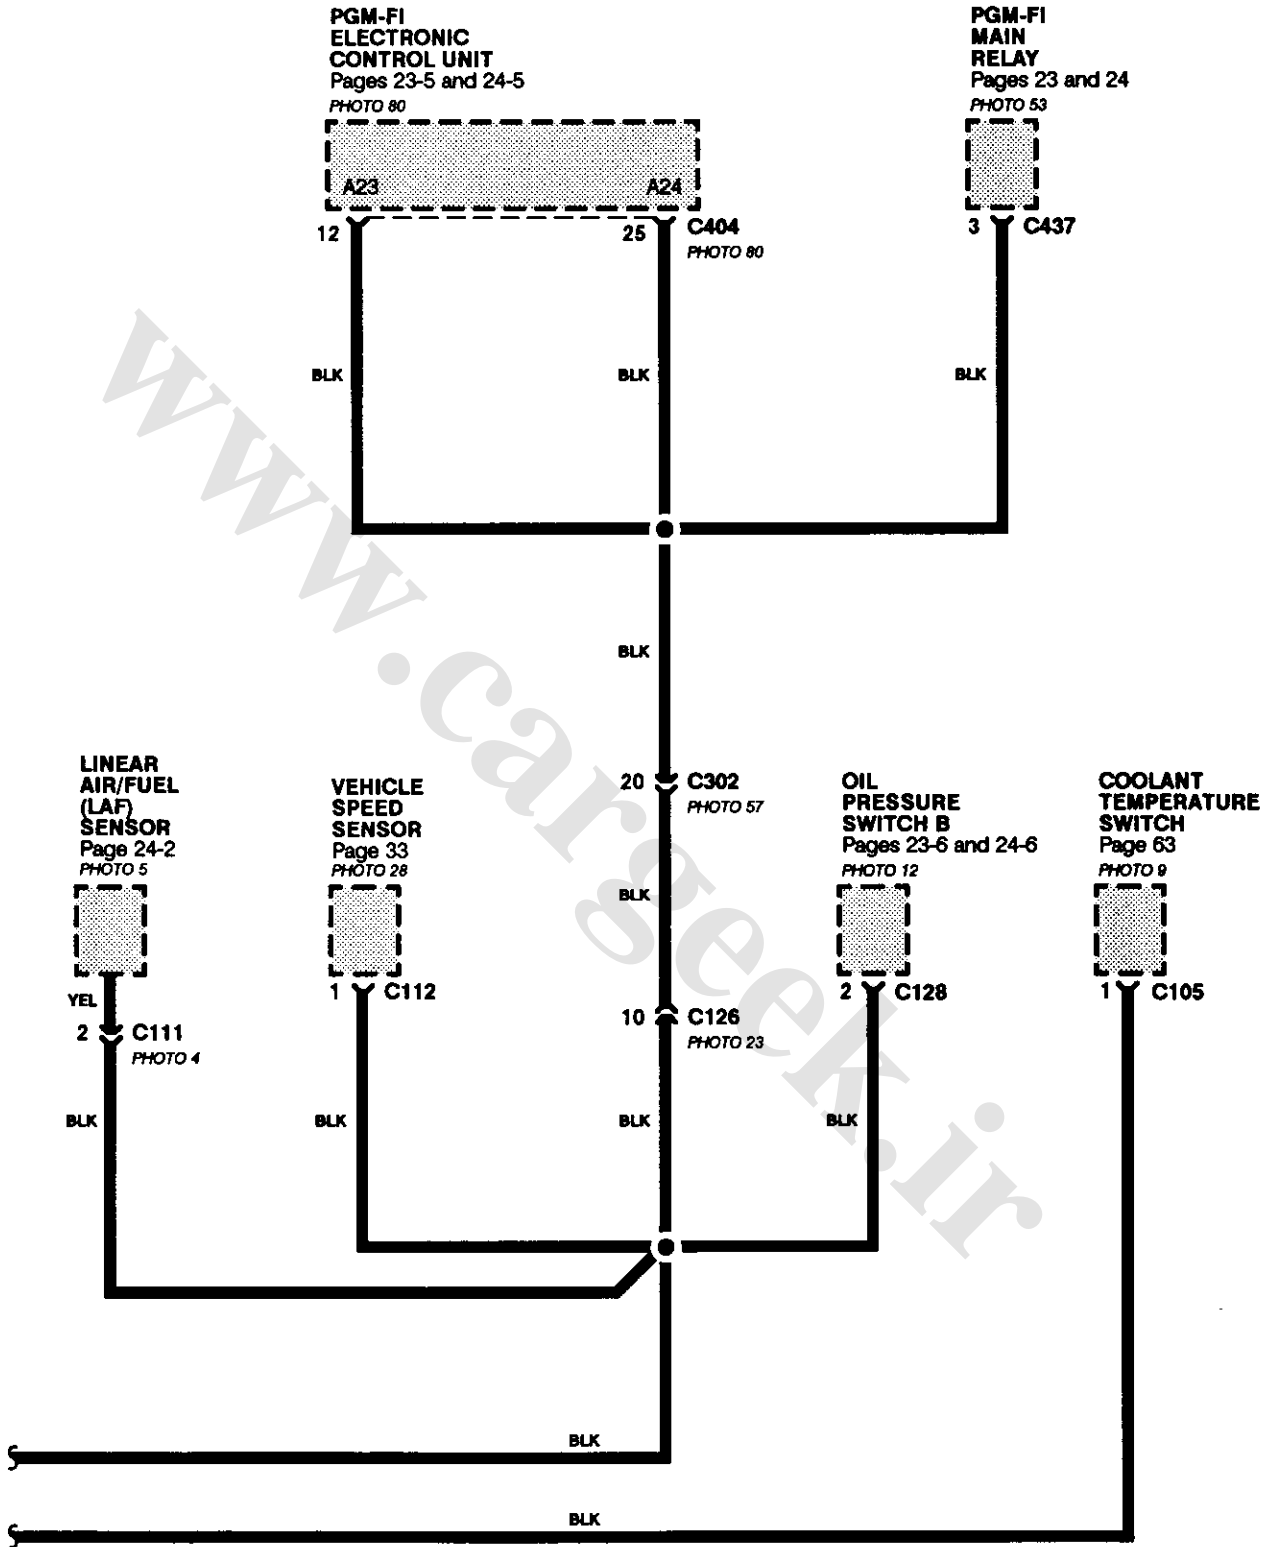 PGM-FI
ELECTRONIC
CONTROL UNIT
Pages 23-5 and 24-5
PHOTO 80
PGM-FI
MAIN
RELAY
Pages 23 and 24
PHOTO 53
A23
A24
12
25
C404
PHOTO 80
3
C437
BLK
BLK
BLK
BLK
20
C302
PHOTO 57
LINEAR
AIR/FUEL
(LAF)
SENSOR
Page 24-2
PHOTO 5
VEHICLE
SPEED
SENSOR
Page 33
PHOTO 28
OIL
PRESSURE
SWITCH B
Pages 23-6 and 24-6
PHOTO 12
COOLANT
TEMPERATURE
SWITCH
Page 63
PHOTO 9
BLK
YEL
1
C112
2
C128
1
C105
2
C111
PHOTO 4
10
C126
PHOTO 23
BLK
BLK
BLK
BLK
BLK
BLK
www.cargeek.ir